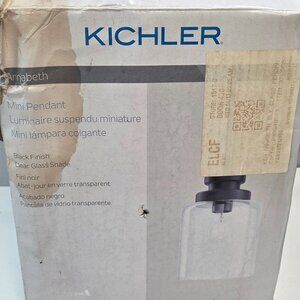 KICHLER
Annabeth
Mini Pendant
Luminaire suspendu miniature
Mini lámpara colgante
Black Finish
Clear Glass Shade
Fini noir
Abat-jour en verre transparent
Acabado negro
Pantalla de vidrio transparente
ELCF